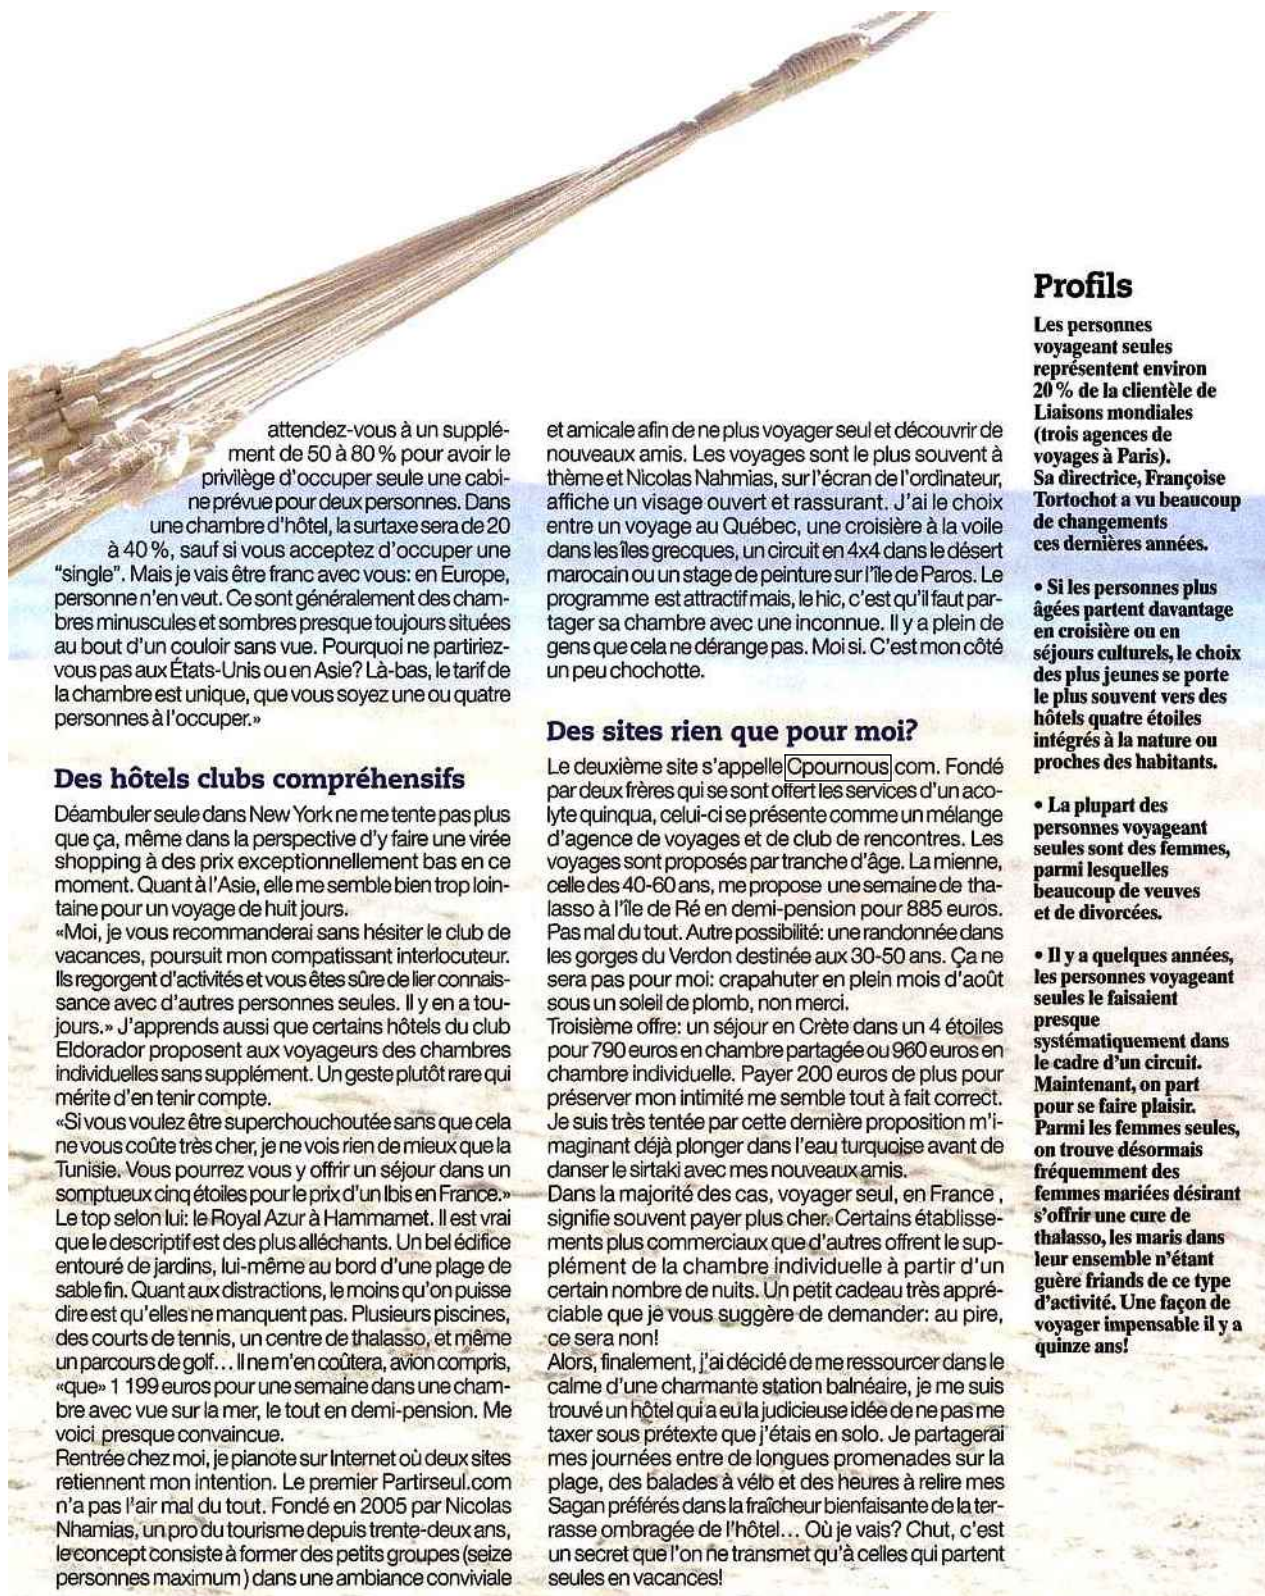 attendez-vous à un supplé-
ment de 50 à 80 % pour avoir le
privilège d'occuper seule une cabi-
ne prévue pour deux personnes. Dans
une chambre d'hôtel, la surtaxe sera de 20
à 40 %, sauf si vous acceptez d'occuper une
"single". Mais je vais être franc avec vous: en Europe,
personne n'en veut. Ce sont généralement des cham-
bres minuscules et sombres presque toujours situées
au bout d'un couloir sans vue. Pourquoi ne partiriez-
vous pas aux États-Unis ou en Asie? Là-bas, le tarif de
la chambre est unique, que vous soyez une ou quatre
personnes à l'occuper.»
Des hôtels clubs compréhensifs
Déambuler seule dans New York ne me tente pas plus
que ça, même dans la perspective d'y faire une virée
shopping à des prix exceptionnellement bas en ce
moment. Quant à l'Asie, elle me semble bien trop loin-
taine pour un voyage de huit jours.
«Moi, je vous recommanderai sans hésiter le club de
vacances, poursuit mon compatissant interlocuteur.
Ils regorgent d'activités et vous êtes sûre de lier connais-
sance avec d'autres personnes seules. Il y en a tou-
jours.» J'apprends aussi que certains hôtels du club
Eldorador proposent aux voyageurs des chambres
individuelles sans supplément. Un geste plutôt rare qui
mérite d'en tenir compte.
«Si vous voulez être superchouchoutée sans que cela
ne vous coûte très cher, je ne vois rien de mieux que la
Tunisie. Vous pourrez vous y offrir un séjour dans un
somptueux cinq étoiles pour le prix d'un Ibis en France.»
Le top selon lui: le Royal Azur à Hammamet. Il est vrai
que le descriptif est des plus alléchants. Un bel édifice
entouré de jardins, lui-même au bord d'une plage de
sable fin. Quant aux distractions, le moins qu'on puisse
dire est qu'elles ne manquent pas. Plusieurs piscines,
des courts de tennis, un centre de thalasso, et même
un parcours de golf... Il ne m'en coûtera, avion compris,
«que» 1 199 euros pour une semaine dans une cham-
bre avec vue sur la mer, le tout en demi-pension. Me
voici presque convaincue.
Rentrée chez moi, je pianote sur Internet où deux sites
retiennent mon intention. Le premier Partirseul.com
n'a pas l'air mal du tout. Fondé en 2005 par Nicolas
Nhamias, un pro du tourisme depuis trente-deux ans,
le concept consiste à former des petits groupes (seize
personnes maximum) dans une ambiance conviviale
et amicale afin de ne plus voyager seul et découvrir de
nouveaux amis. Les voyages sont le plus souvent à
thème et Nicolas Nahmias, sur l'écran de l'ordinateur,
affiche un visage ouvert et rassurant. J'ai le choix
entre un voyage au Québec, une croisière à la voile
dans les îles grecques, un circuit en 4x4 dans le désert
marocain ou un stage de peinture sur l'île de Paros. Le
programme est attractif mais, le hic, c'est qu'il faut par-
tager sa chambre avec une inconnue. Il y a plein de
gens que cela ne dérange pas. Moi si. C'est mon côté
un peu chochotte.
Des sites rien que pour moi?
Le deuxième site s'appelle Cpournous com. Fondé
par deux frères qui se sont offert les services d'un aco-
lyte quinqua, celui-ci se présente comme un mélange
d'agence de voyages et de club de rencontres. Les
voyages sont proposés par tranche d'âge. La mienne,
celle des 40-60 ans, me propose une semaine de tha-
lasso à l'île de Ré en demi-pension pour 885 euros.
Pas mal du tout. Autre possibilité: une randonnée dans
les gorges du Verdon destinée aux 30-50 ans. Ça ne
sera pas pour moi: crapahuter en plein mois d'août
sous un soleil de plomb, non merci.
Troisième offre: un séjour en Crète dans un 4 étoiles
pour 790 euros en chambre partagée ou 960 euros en
chambre individuelle. Payer 200 euros de plus pour
préserver mon intimité me semble tout à fait correct.
Je suis très tentée par cette dernière proposition m'i-
maginant déjà plonger dans l'eau turquoise avant de
danser le sirtaki avec mes nouveaux amis.
Dans la majorité des cas, voyager seul, en France ,
signifie souvent payer plus cher. Certains établisse-
ments plus commerciaux que d'autres offrent le sup-
plément de la chambre individuelle à partir d'un
certain nombre de nuits. Un petit cadeau très appré-
ciable que je vous suggère de demander: au pire,
ce sera non!
Alors, finalement, j'ai décidé de me ressourcer dans le
calme d'une charmante station balnéaire, je me suis
trouvé un hôtel qui a eu la judicieuse idée de ne pas me
taxer sous prétexte que j'étais en solo. Je partagerai
mes journées entre de longues promenades sur la
plage, des balades à vélo et des heures à relire mes
Sagan préférés dans la fraîcheur bienfaisante de la ter-
rasse ombragée de l'hôtel... Où je vais? Chut, c'est
un secret que l'on ne transmet qu'à celles qui partent
seules en vacances!
Profils
Les personnes
voyageant seules
représentent environ
20 % de la clientèle de
Liaisons mondiales
(trois agences de
voyages à Paris).
Sa directrice, Françoise
Tortochot a vu beaucoup
de changements
ces dernières années.
• Si les personnes plus
âgées partent davantage
en croisière ou en
séjours culturels, le choix
des plus jeunes se porte
le plus souvent vers des
hôtels quatre étoiles
intégrés à la nature ou
proches des habitants.
• La plupart des
personnes voyageant
seules sont des femmes,
parmi lesquelles
beaucoup de veuves
et de divorcées.
• Il y a quelques années,
les personnes voyageant
seules le faisaient
presque
systématiquement dans
le cadre d'un circuit.
Maintenant, on part
pour se faire plaisir.
Parmi les femmes seules,
on trouve désormais
fréquemment des
femmes mariées désirant
s'offrir une cure de
thalasso, les maris dans
leur ensemble n'étant
guère friands de ce type
d'activité. Une façon de
voyager impensable il y a
quinze ans!